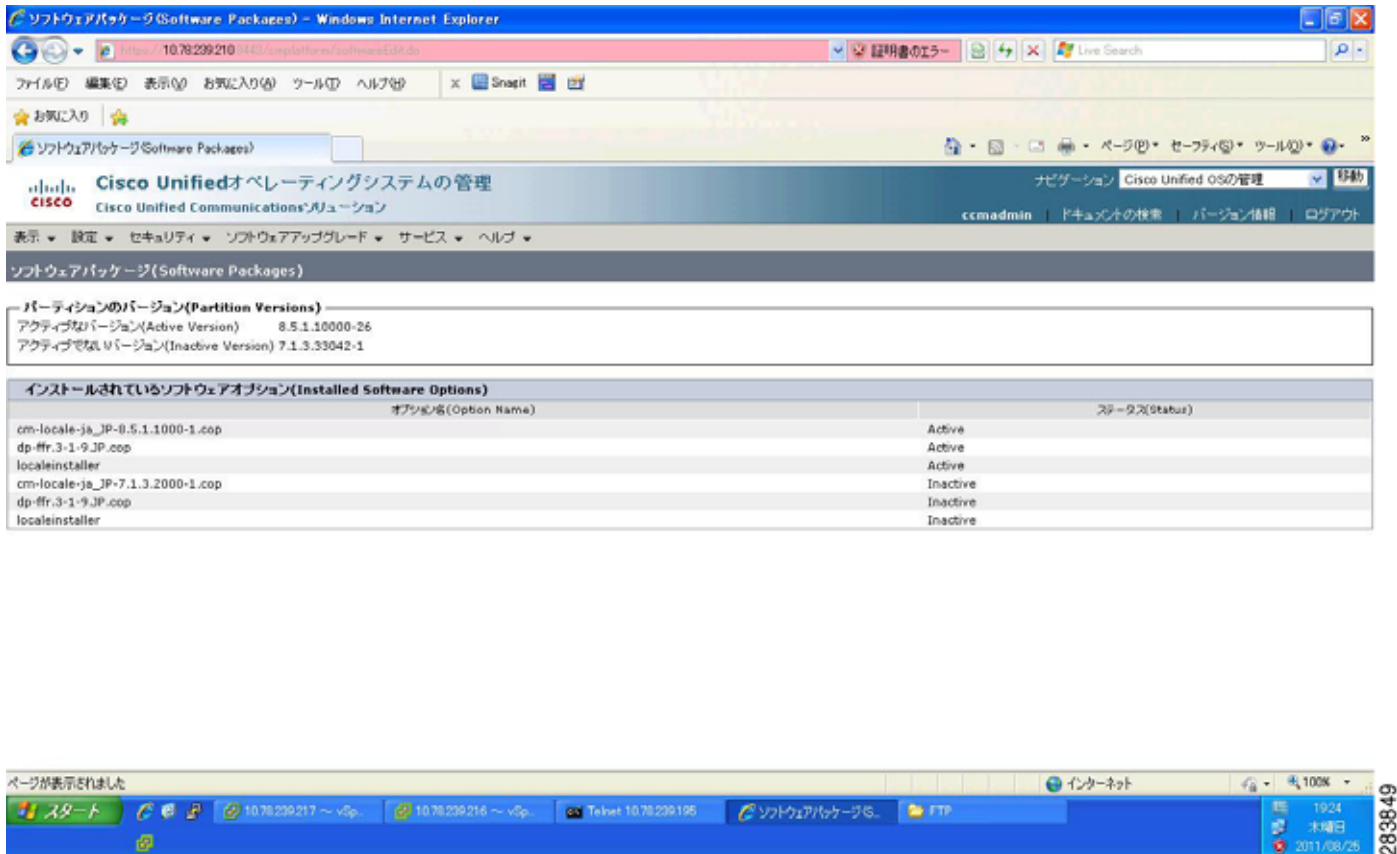 ソフトウェアパッケージ(Software Packages) - Windows Internet Explorer
https://10.78.239.210:8443/cmplatform/softwareEdit.do
証明書のエラー
Live Search
ファイル(F) 編集(E) 表示(V) お気に入り(A) ツール(T) ヘルプ(H)
x Snagit
お気に入り
ソフトウェアパッケージ(Software Packages)
ページ(P) セーフティ(S) ツール(O)
cisco
Cisco Unifiedオペレーティングシステムの管理
Cisco Unified Communicationsソリューション
ナビゲーション Cisco Unified OSの管理 移動
ccmadmin | ドキュメントの検索 | バージョン情報 | ログアウト
表示 設定 セキュリティ ソフトウェアアップグレード サービス ヘルプ
ソフトウェアパッケージ(Software Packages)
パーティションのバージョン(Partition Versions)
アクティブなバージョン(Active Version) 8.5.1.10000-26
アクティブでないバージョン(Inactive Version) 7.1.3.33042-1
インストールされているソフトウェアオプション(Installed Software Options)
オプション名(Option Name) ステータス(Status)
cm-locale-ja_JP-8.5.1.1000-1.cop Active
dp-ffr.3-1-9.JP.cop Active
localeinstaller Active
cm-locale-ja_JP-7.1.3.2000-1.cop Inactive
dp-ffr.3-1-9.JP.cop Inactive
localeinstaller Inactive
ページが表示されました
インターネット
100%
スタート
10.78.239.217 ～ vSp..
10.78.239.216 ～ vSp..
Telnet 10.78.239.195
ソフトウェアパッケージ(S..
FTP
19:24
木曜日
2011/08/25
283849